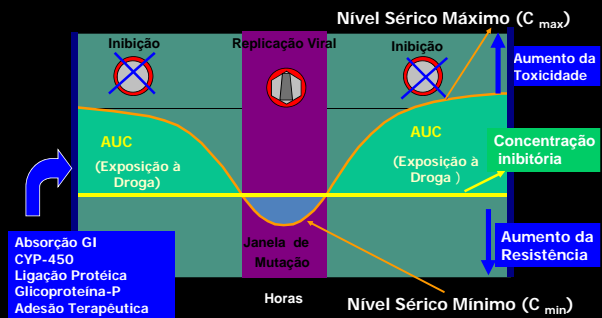 Nível Sérico Máximo (C max)
Inibição
Replicação Viral
Inibição
Aumento da
Toxicidade
AUC
(Exposição à
Droga)
AUC
(Exposição à
Droga )
Concentração
inibitória
Absorção GI
CYP-450
Ligação Protéica
Glicoproteína-P
Adesão Terapêutica
Janela de
Mutação
Aumento da
Resistência
Horas
Nível Sérico Mínimo (C min)